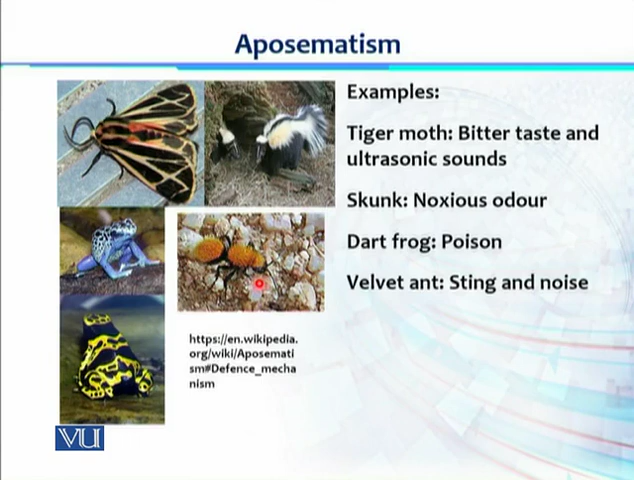 Aposematism
Examples:
Tiger moth: Bitter taste and
ultrasonic sounds
Skunk: Noxious odour
Dart frog: Poison
Velvet ant: Sting and noise
https://en.wikipedia.
org/wiki/Aposemati
sm#Defence_mecha
nism
VU